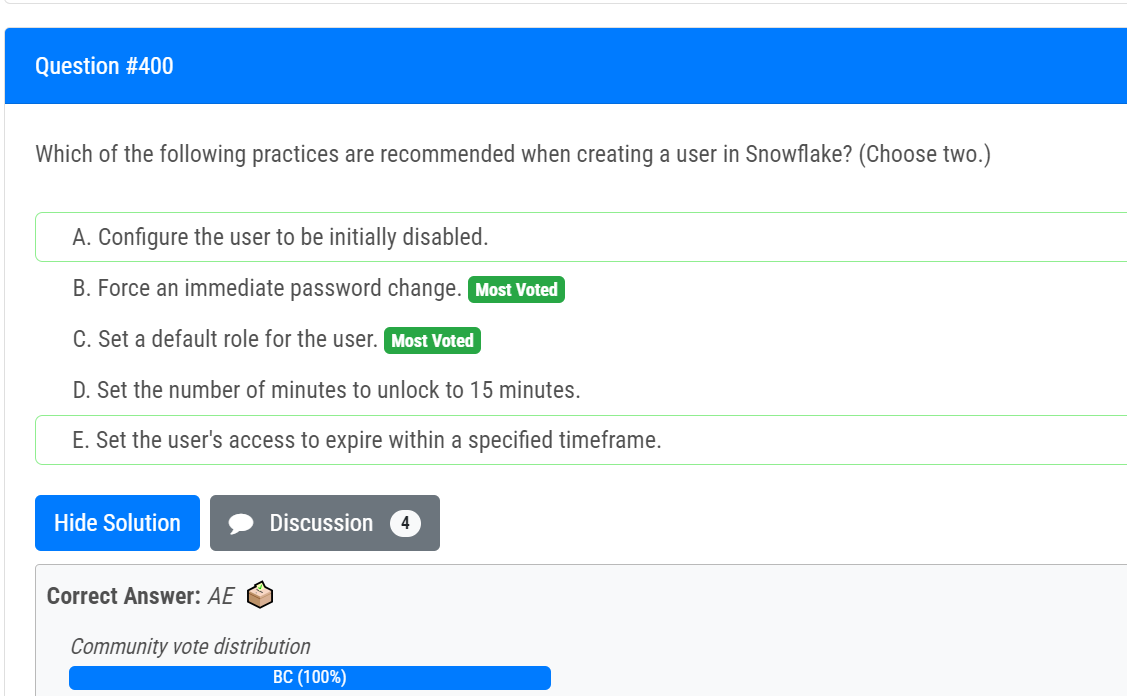 Question #400
Which of the following practices are recommended when creating a user in Snowflake? (Choose two.)
A. Configure the user to be initially disabled.
B. Force an immediate password change. Most Voted
C. Set a default role for the user. Most Voted
D. Set the number of minutes to unlock to 15 minutes.
E. Set the user's access to expire within a specified timeframe.
Hide Solution Discussion 4
Correct Answer: AE
Community vote distribution
BC (100%)